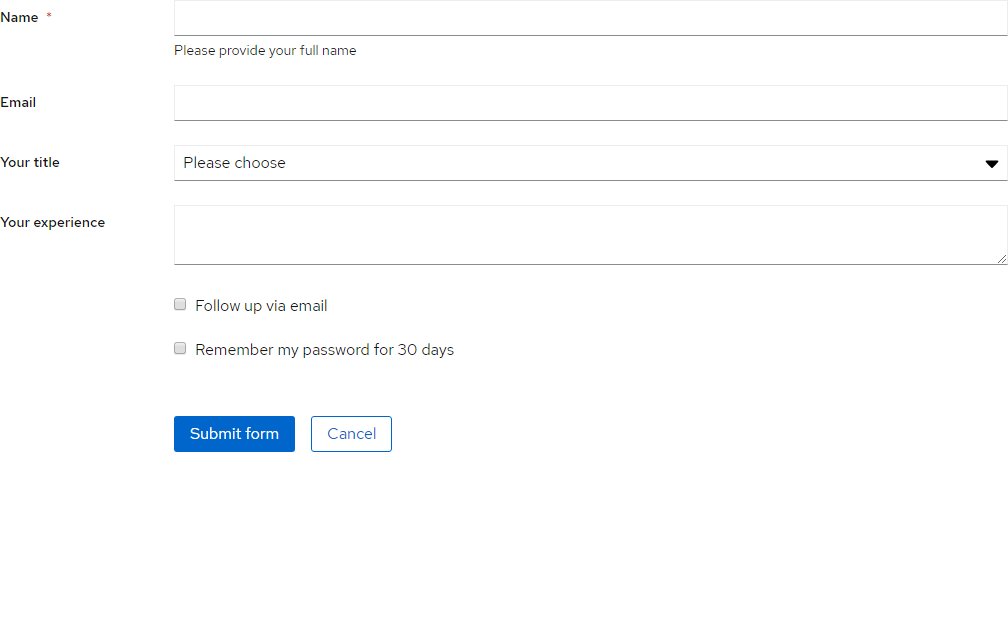 Name *
Please provide your full name
Email
Your title Please choose
Your experience
Follow up via email
Remember my password for 30 days
Submit form Cancel